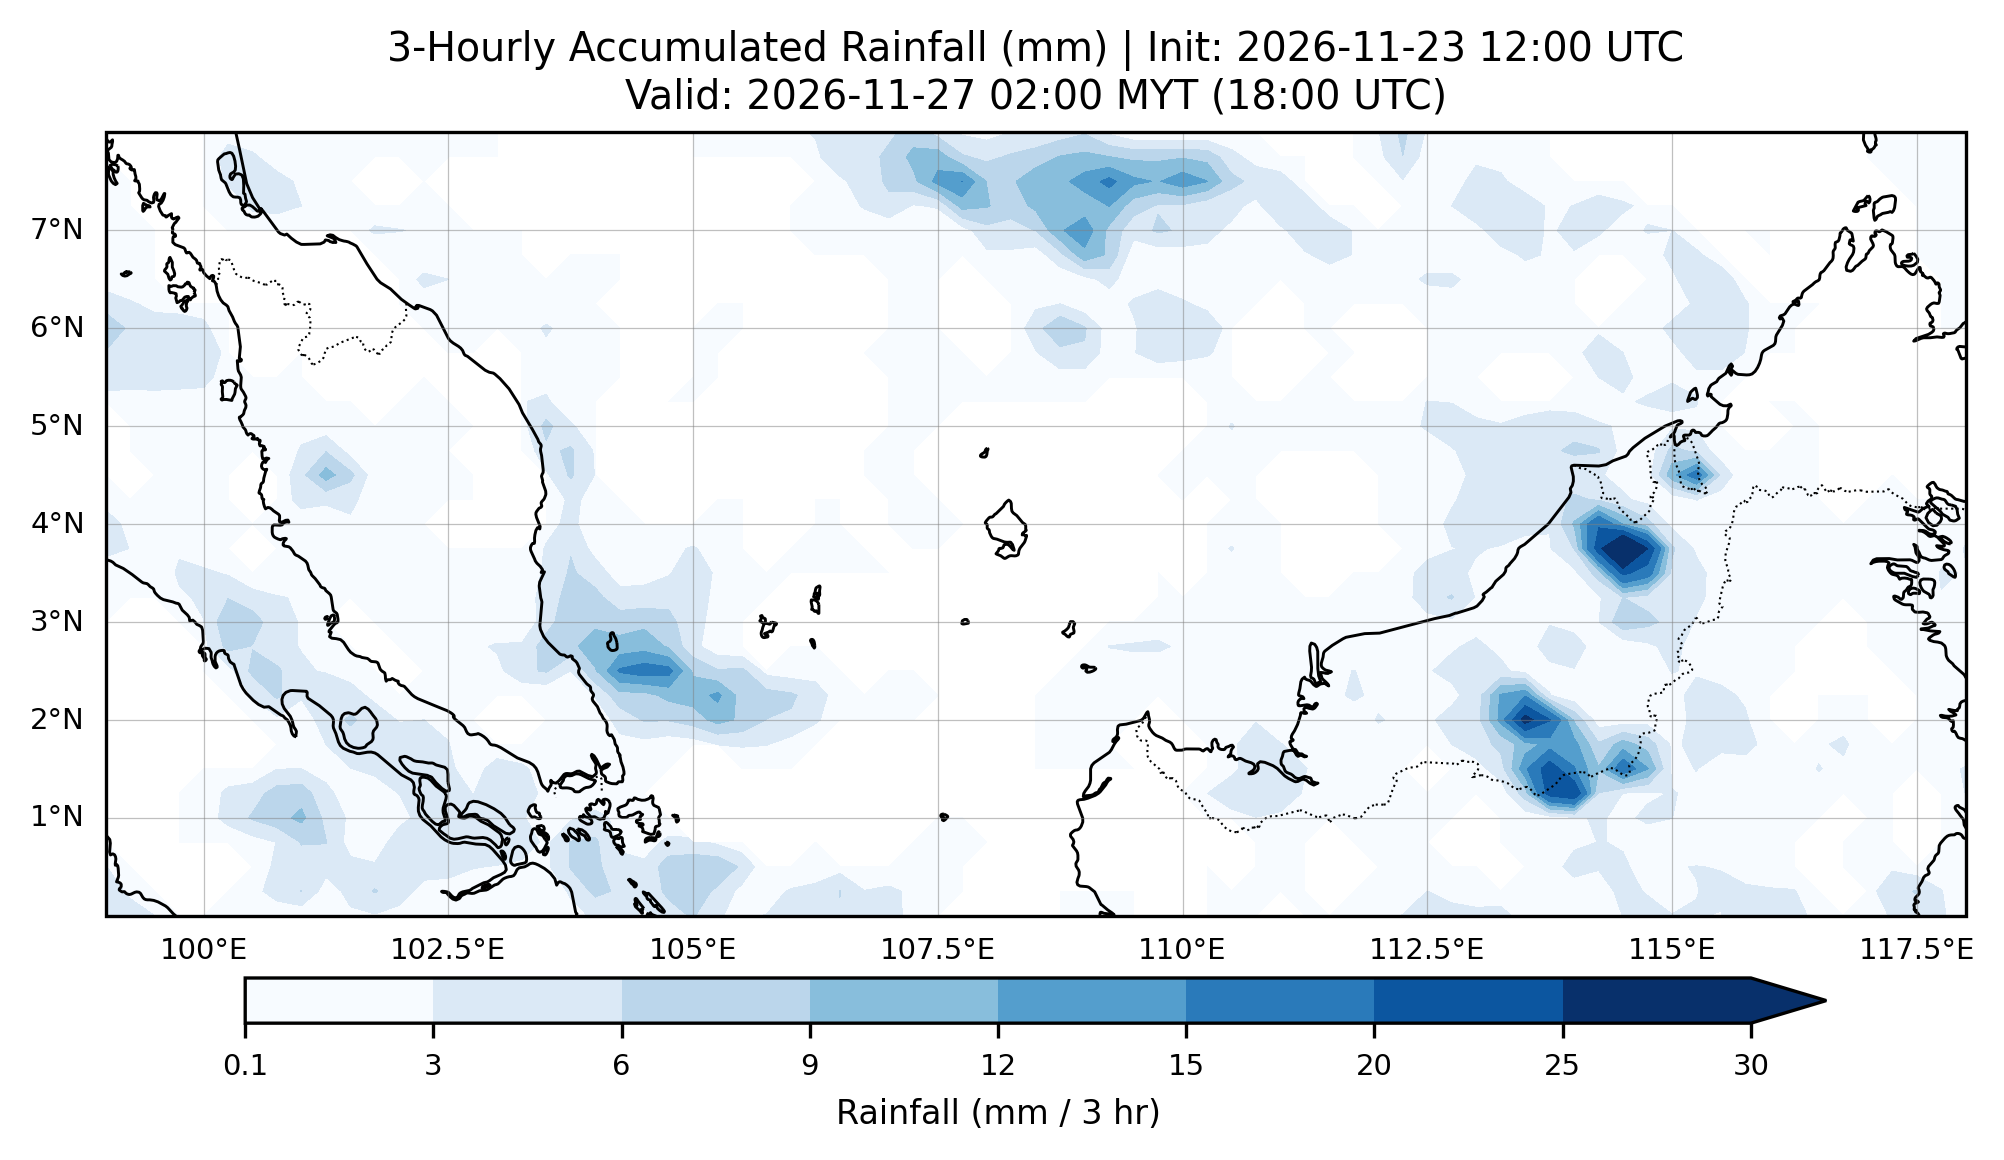 3-Hourly Accumulated Rainfall (mm) | Init: 2026-11-23 12:00 UTC
Valid: 2026-11-27 02:00 MYT (18:00 UTC)
7°N
6°N
5°N
4°N
3°N
2°N
1°N
100°E 102.5°E 105°E 107.5°E 110°E 112.5°E 115°E 117.5°E
0.1 3 6 9 12 15 20 25 30
Rainfall (mm / 3 hr)